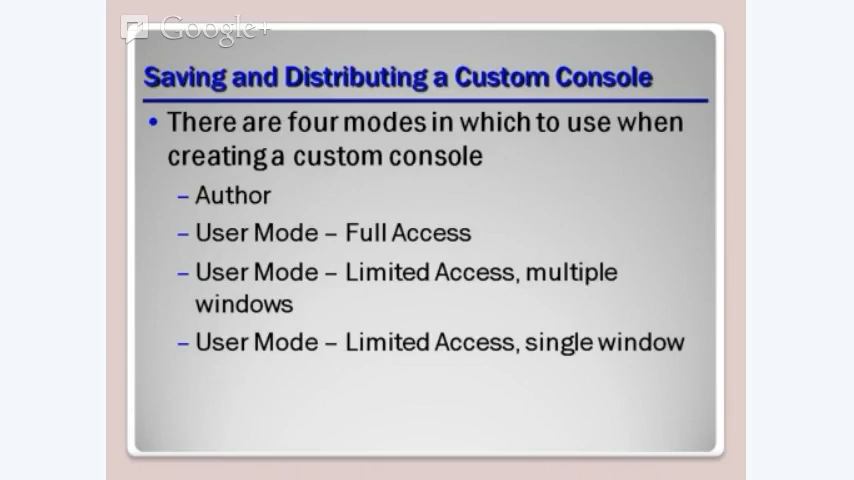 Google+
Saving and Distributing a Custom Console
• There are four modes in which to use when
creating a custom console
– Author
– User Mode – Full Access
– User Mode – Limited Access, multiple
windows
– User Mode – Limited Access, single window